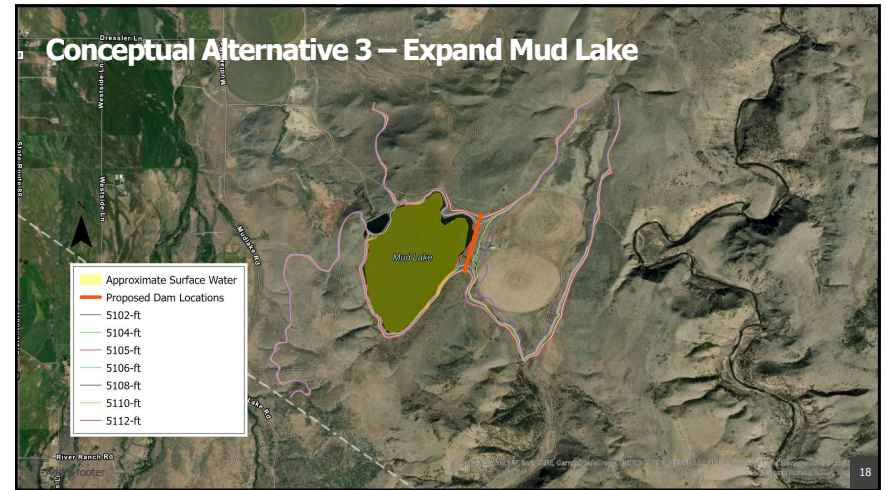 Dressler Ln
Conceptual Alternative 3 – Expand Mud Lake
Westside Ln
State Route 88
Westside Ln
Mudlake Rd
Mud Lake
N
Approximate Surface Water
Proposed Dam Locations
5102-ft
5104-ft
5105-ft
5106-ft
5108-ft
5110-ft
5112-ft
Lake Rd
River Ranch Rd
footer
18